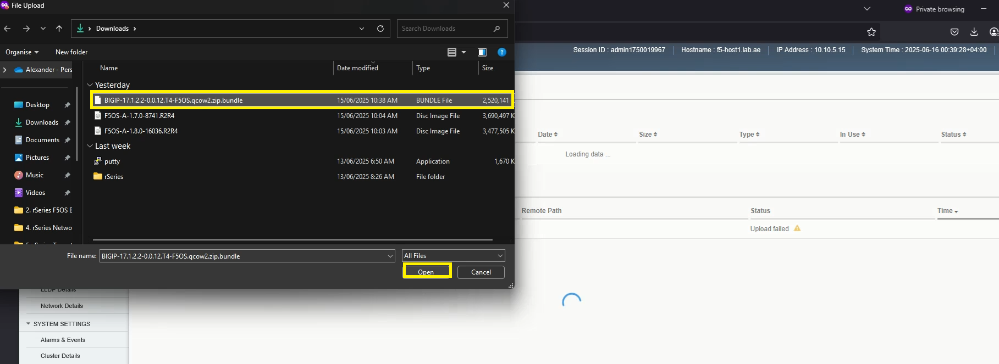 File Upload
Private browsing
Downloads
Search Downloads
Organise
New folder
Session ID : admin1750019967
Hostname : f5-host1.lab.ae
IP Address : 10.10.5.15
System Time : 2025-06-16 00:39:28+04:00
Alexander - Pers
Name
Date modified
Type
Size
Yesterday
BIGIP-17.1.2.2-0.0.12.T4-F5OS.qcow2.zip.bundle 15/06/2025 10:38 AM BUNDLE File 2,520,141
F5OS-A-1.7.0-8741.R2R4 15/06/2025 10:04 AM Disc Image File 3,690,497 K
F5OS-A-1.8.0-16036.R2R4 15/06/2025 10:03 AM Disc Image File 3,477,505 K
Last week
putty 13/06/2025 6:50 AM Application 1,670 K
rSeries 13/06/2025 8:26 AM File folder
Desktop
Downloads
Documents
Pictures
Music
Videos
2. rSeries F5OS E
4. rSeries Netwo
Date
Size
Type
In Use
Status
Loading data ...
Remote Path
Status
Time
Upload failed
File name: BIGIP-17.1.2.2-0.0.12.T4-F5OS.qcow2.zip.bundle
All Files
Open
Cancel
LLDP Details
Network Details
SYSTEM SETTINGS
Alarms & Events
Cluster Details